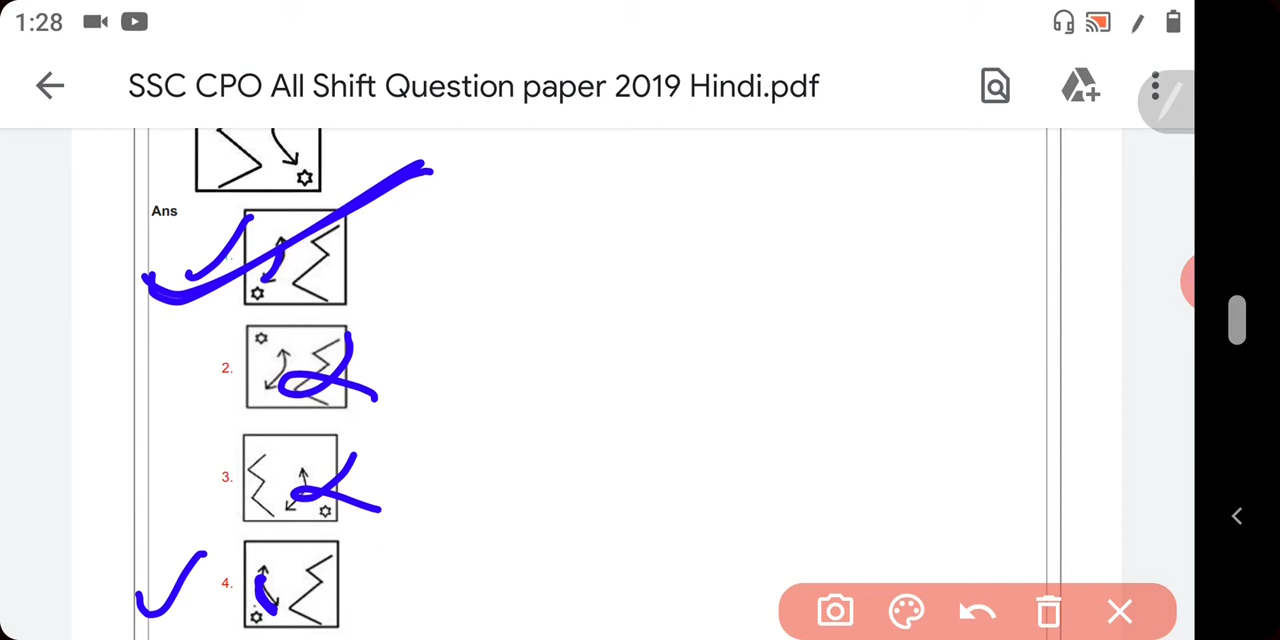 1:28
SSC CPO All Shift Question paper 2019 Hindi.pdf
Ans
2.
3.
4.